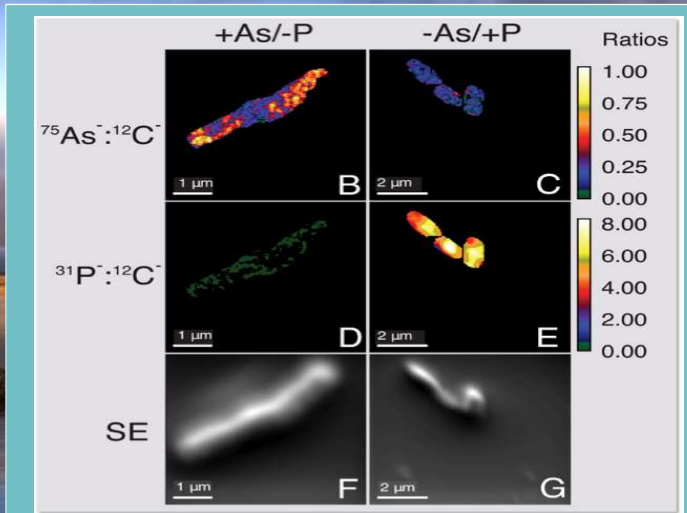 +As/-P -As/+P Ratios
⁷⁵As⁻:¹²C⁻
1 µm B
2 µm C
1.00
0.75
0.50
0.25
0.00
³¹P⁻:¹²C⁻
1 µm D
2 µm E
8.00
6.00
4.00
2.00
0.00
SE
1 µm F
2 µm G